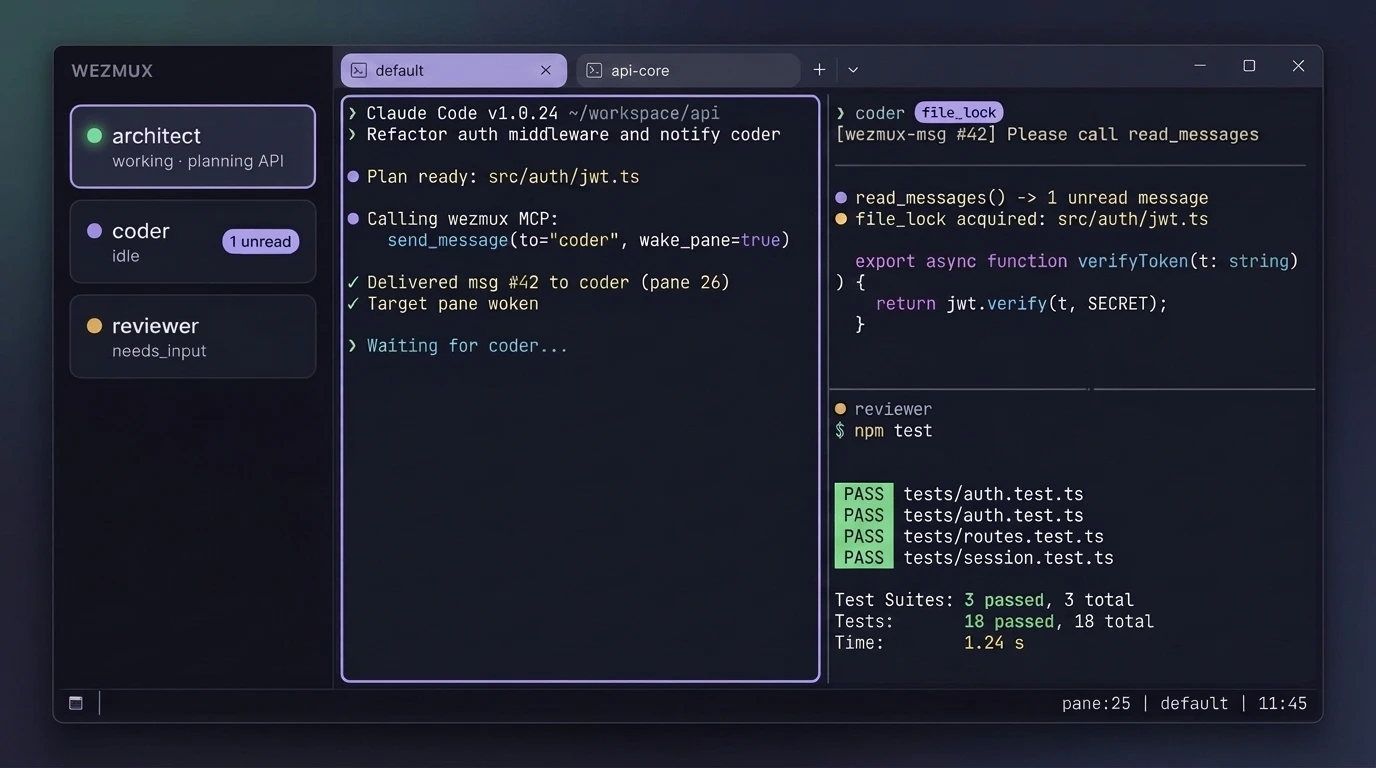 WEZMUX
architect
working · planning API
coder
idle
1 unread
reviewer
needs_input
default
api-core
❯ Claude Code v1.0.24 ~/workspace/api
❯ Refactor auth middleware and notify coder
Plan ready: src/auth/jwt.ts
Calling wezmux MCP:
send_message(to="coder", wake_pane=true)
✓ Delivered msg #42 to coder (pane 26)
✓ Target pane woken
❯ Waiting for coder...
❯ coder file_lock
[wezmux-msg #42] Please call read_messages
read_messages() -> 1 unread message
file_lock acquired: src/auth/jwt.ts
export async function verifyToken(t: string)
) {
return jwt.verify(t, SECRET);
}
reviewer
$ npm test
PASS tests/auth.test.ts
PASS tests/auth.test.ts
PASS tests/routes.test.ts
PASS tests/session.test.ts
Test Suites: 3 passed, 3 total
Tests: 18 passed, 18 total
Time: 1.24 s
pane:25 | default | 11:45